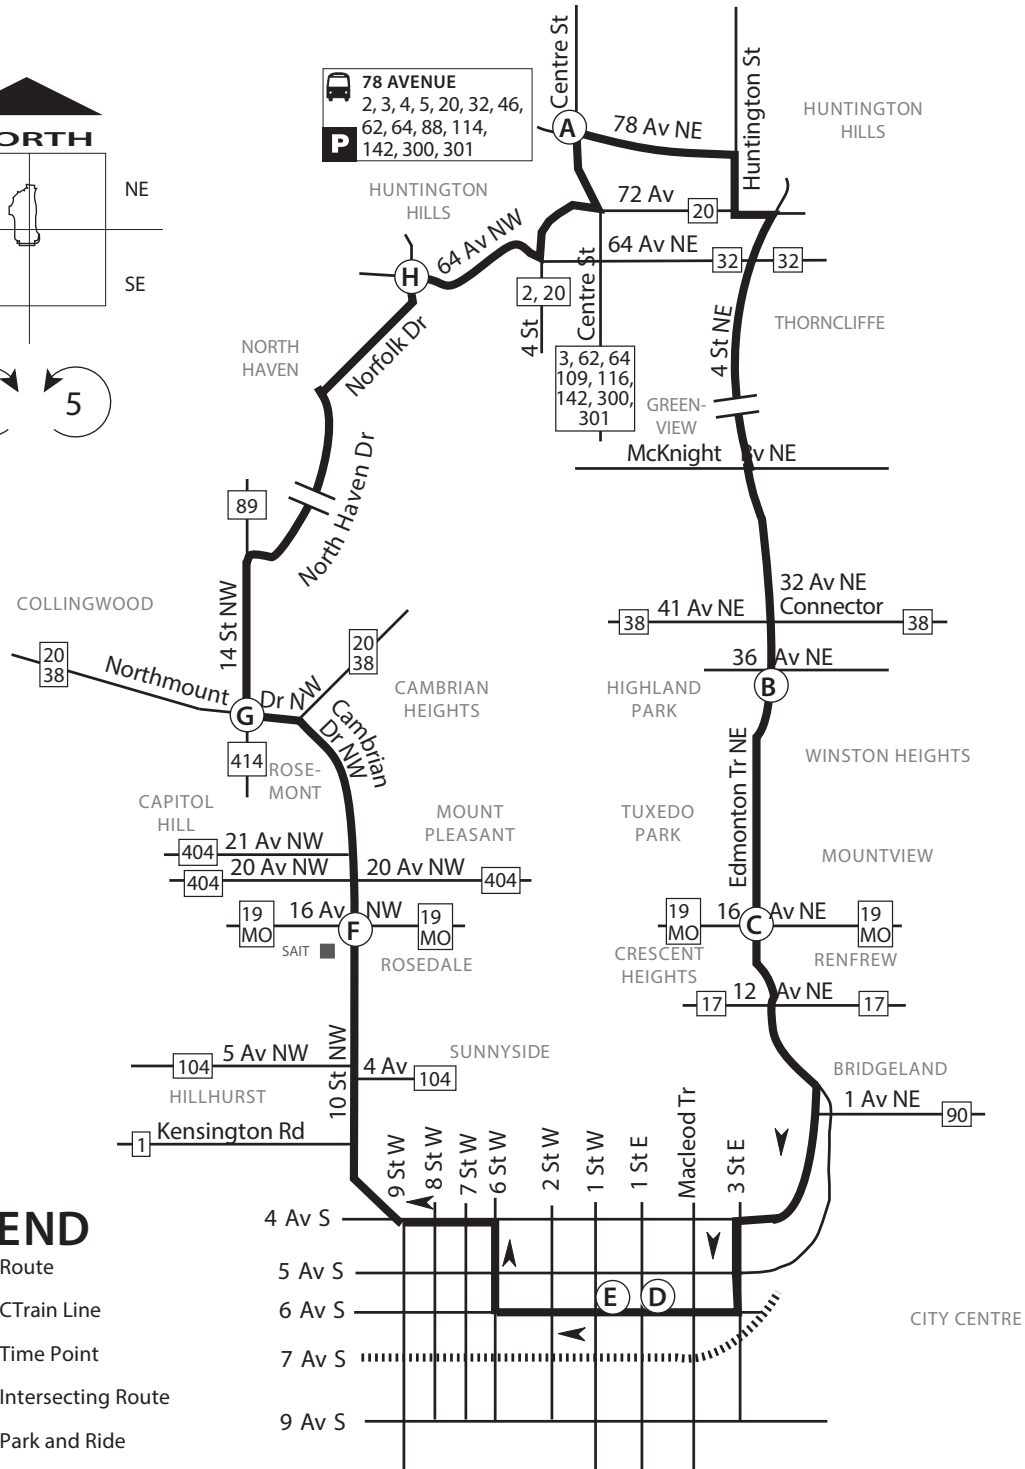 Centre St
Huntington St
78 AVENUE
2, 3, 4, 5, 20, 32, 46,
62, 64, 88, 114,
142, 300, 301
P
A
78 Av NE
HUNTINGTON
HILLS
ORTH
NE
SE
5
HUNTINGTON
HILLS
72 Av
20
64 Av NW
64 Av NE
32
32
H
2, 20
4 St
Centre St
3, 62, 64
109, 116,
142, 300,
301
4 St NE
THORNCLIFFE
NORTH
HAVEN
Norfolk Dr
GREEN-
VIEW
McKnight Bv NE
North Haven Dr
89
14 St NW
COLLINGWOOD
32 Av NE
Connector
38
41 Av NE
38
36 Av NE
B
20
38
Northmount Dr NW
20
38
G
Cambrian
Dr NW
CAMBRIAN
HEIGHTS
HIGHLAND
PARK
414
ROSE-
MONT
Edmonton Tr NE
WINSTON HEIGHTS
CAPITOL
HILL
MOUNT
PLEASANT
TUXEDO
PARK
MOUNTVIEW
404
21 Av NW
404
20 Av NW
20 Av NW
404
19
MO
16 Av NW
F
19
MO
SAIT
ROSEDALE
19
MO
16 Av NE
C
19
MO
CRESCENT
HEIGHTS
RENFREW
17
12 Av NE
17
10 St NW
104
5 Av NW
4 Av
104
SUNNYSIDE
HILLHURST
1
Kensington Rd
BRIDGELAND
1 Av NE
90
9 St W
8 St W
7 St W
6 St W
2 St W
1 St W
1 St E
Macleod Tr
3 St E
4 Av S
5 Av S
6 Av S
7 Av S
9 Av S
E
D
CITY CENTRE
END
Route
CTrain Line
Time Point
Intersecting Route
Park and Ride